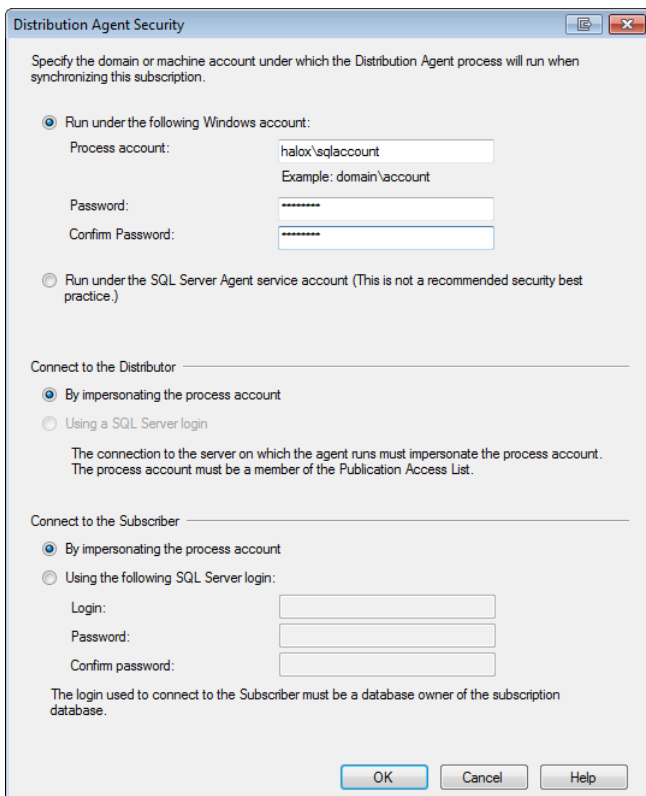 Distribution Agent Security
Specify the domain or machine account under which the Distribution Agent process will run when
synchronizing this subscription.
Run under the following Windows account:
Process account:
halox\sqlaccount
Example: domain\account
Password:
********
Confirm Password:
********
Run under the SQL Server Agent service account (This is not a recommended security best
practice.)
Connect to the Distributor
By impersonating the process account
Using a SQL Server login
The connection to the server on which the agent runs must impersonate the process account.
The process account must be a member of the Publication Access List.
Connect to the Subscriber
By impersonating the process account
Using the following SQL Server login:
Login:
Password:
Confirm password:
The login used to connect to the Subscriber must be a database owner of the subscription
database.
OK
Cancel
Help